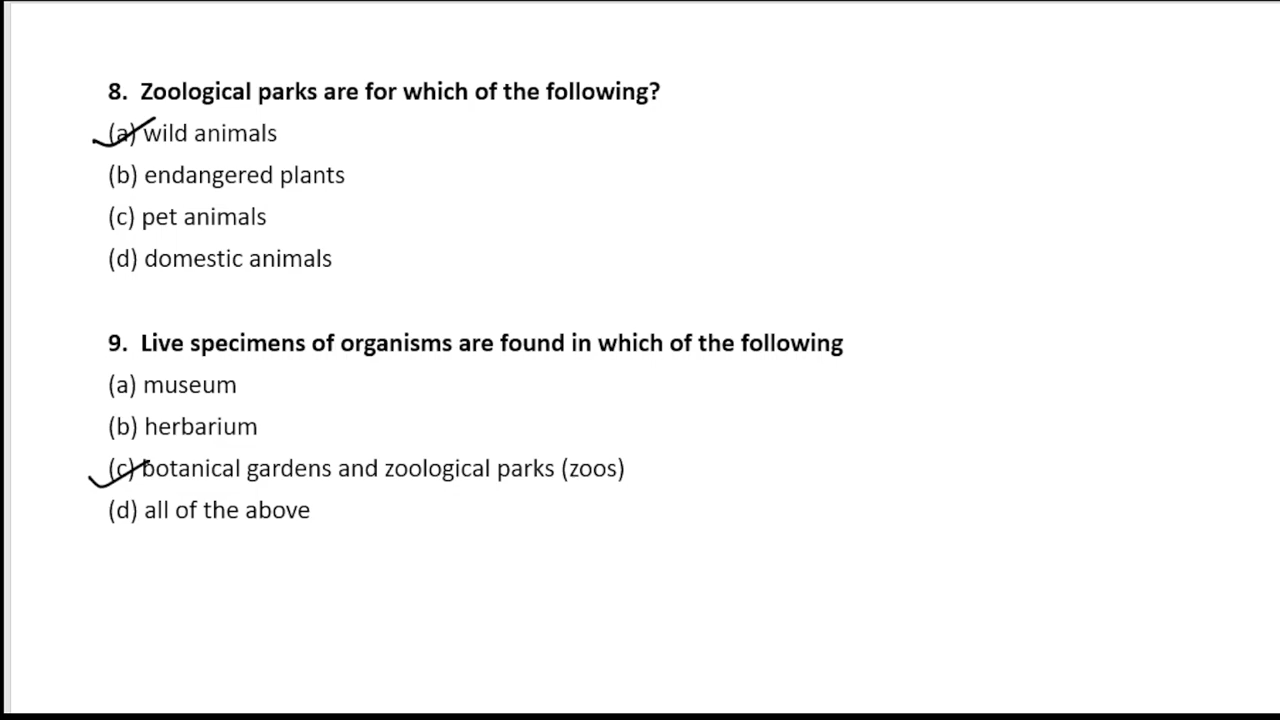 8. Zoological parks are for which of the following?
(a) wild animals
(b) endangered plants
(c) pet animals
(d) domestic animals
9. Live specimens of organisms are found in which of the following
(a) museum
(b) herbarium
(c) botanical gardens and zoological parks (zoos)
(d) all of the above